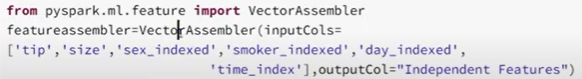 from pyspark.ml.feature import VectorAssembler
featureassembler=VectorAssembler(inputCols=
['tip','size','sex_indexed','smoker_indexed','day_indexed',
'time_index'],outputCol="Independent Features")